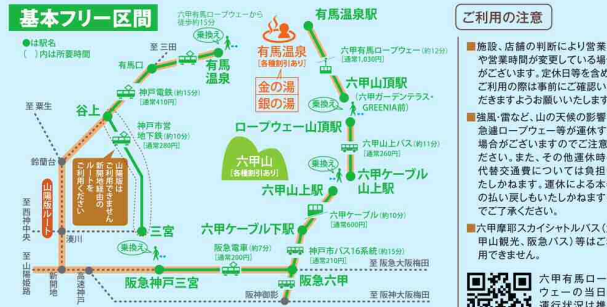 基本フリー区間
●は駅名
( )内は所要時間
六甲有馬ロープウェーから
徒歩約15分
乗換え
至 三田
有馬口
有馬
温泉
有馬温泉
[各種割引あり]
金の湯
銀の湯
有馬温泉駅
六甲有馬ロープウェー(約12分)
[通常1,030円]
六甲山頂駅
(六甲ガーデンテラス・
GREENIA前)
乗換え
ロープウェー山頂駅
六甲山上バス(約11分)
[通常260円]
神戸電鉄(約15分)
[通常410円]
至 粟生
谷上
神戸市営
地下鉄(約10分)
[通常280円]
鈴蘭台
山陽版は
ご利用できません
新開地経由の
ルートを
ご利用ください
山陽版ルート
六甲山
[各種割引あり]
乗換え
六甲ケーブル
山上駅
六甲山上駅
六甲ケーブル(約10分)
[通常600円]
六甲ケーブル下駅
至 西神中央
湊川
三宮
乗換え
阪急電車(約7分)
[通常200円]
神戸市バス16系統(約15分)
[通常210円]
至 山陽姫路
新開地
高速神戸
阪急神戸三宮
阪急六甲
至 阪急大阪梅田
阪神御影
至 阪神大阪梅田
ご利用の注意
■施設、店舗の判断により営業
や営業時間が変更している場
がございます。定休日等を含め
ご利用の際は事前にご確認い
だきますようお願いいたします
■強風・雷など、山の天候の影響
急遽ロープウェー等が運休す
場合がございますのでご注意
ださい。また、その他運休時
代替交通については負担
たしかねます。運休による本
の払い戻しもいたしかねます
でご了承ください。
■六甲摩耶スカイシャトルバス(
甲山観光、阪急バス)等はご
用できません。
六甲有馬ロー
ウェーの当日
運行状況は